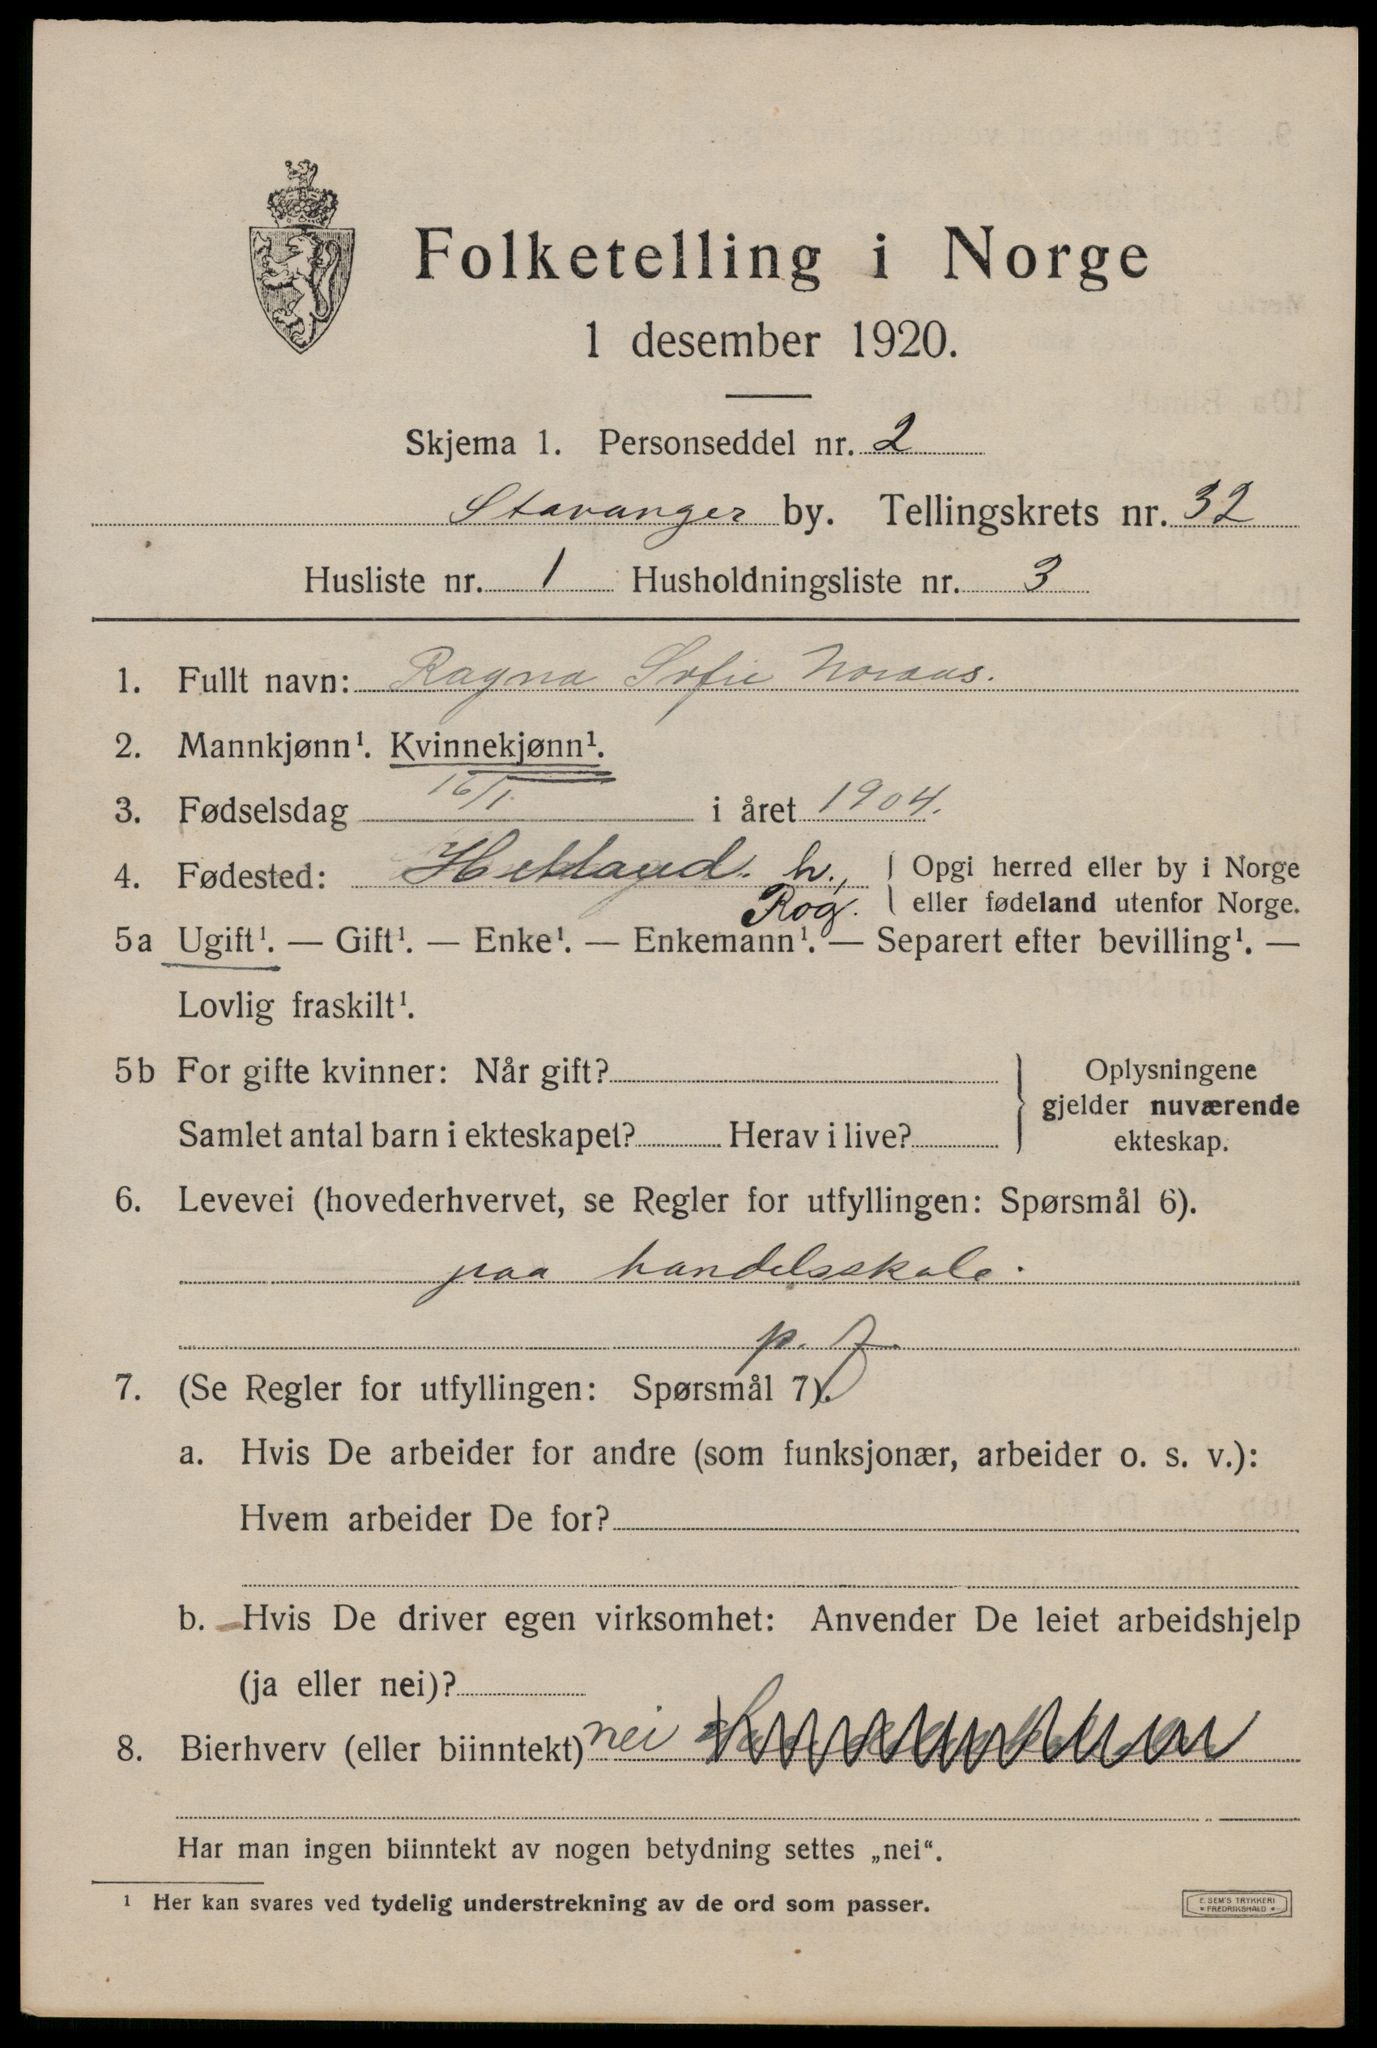 Folketelling i Norge
1 desember 1920.
Skjema 1. Personseddel nr. 2
Stavanger by. Tellingskrets nr. 32
Husliste nr. 1 Husholdningsliste nr. 3
1. Fullt navn: Ragna Sofie Noraas.
2. Mannkjønn¹. Kvinnekjønn¹.
3. Fødselsdag 16/1. i året 1904.
4. Fødested: Hetland. h., Opgi herred eller by i Norge
Rog. eller fødeland utenfor Norge.
5a Ugift¹. — Gift¹. — Enke¹. — Enkemann¹. — Separert efter bevilling¹. —
Lovlig fraskilt¹.
5b For gifte kvinner: Når gift? Oplysningene
gjelder nuværende
Samlet antal barn i ekteskapet? Herav i live? ekteskap.
6. Levevei (hovederhvervet, se Regler for utfyllingen: Spørsmål 6).
paa handelsskole.
p. f.
7. (Se Regler for utfyllingen: Spørsmål 7).
a. Hvis De arbeider for andre (som funksjonær, arbeider o. s. v.):
Hvem arbeider De for?
b. Hvis De driver egen virksomhet: Anvender De leiet arbeidshjelp
(ja eller nei)?
8. Bierhverv (eller biinntekt) nei
Har man ingen biinntekt av nogen betydning settes „nei“.
¹ Her kan svares ved tydelig understrekning av de ord som passer.
E. SEM'S TRYKKERI
* FREDRIKSHALD *